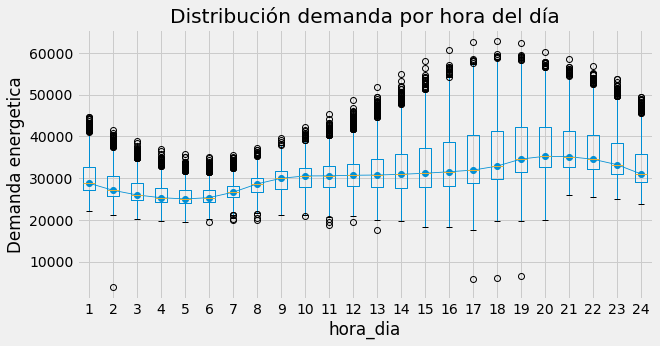 Distribución demanda por hora del día
Demanda energetica
60000
50000
40000
30000
20000
10000
1 2 3 4 5 6 7 8 9 10 11 12 13 14 15 16 17 18 19 20 21 22 23 24
hora_dia